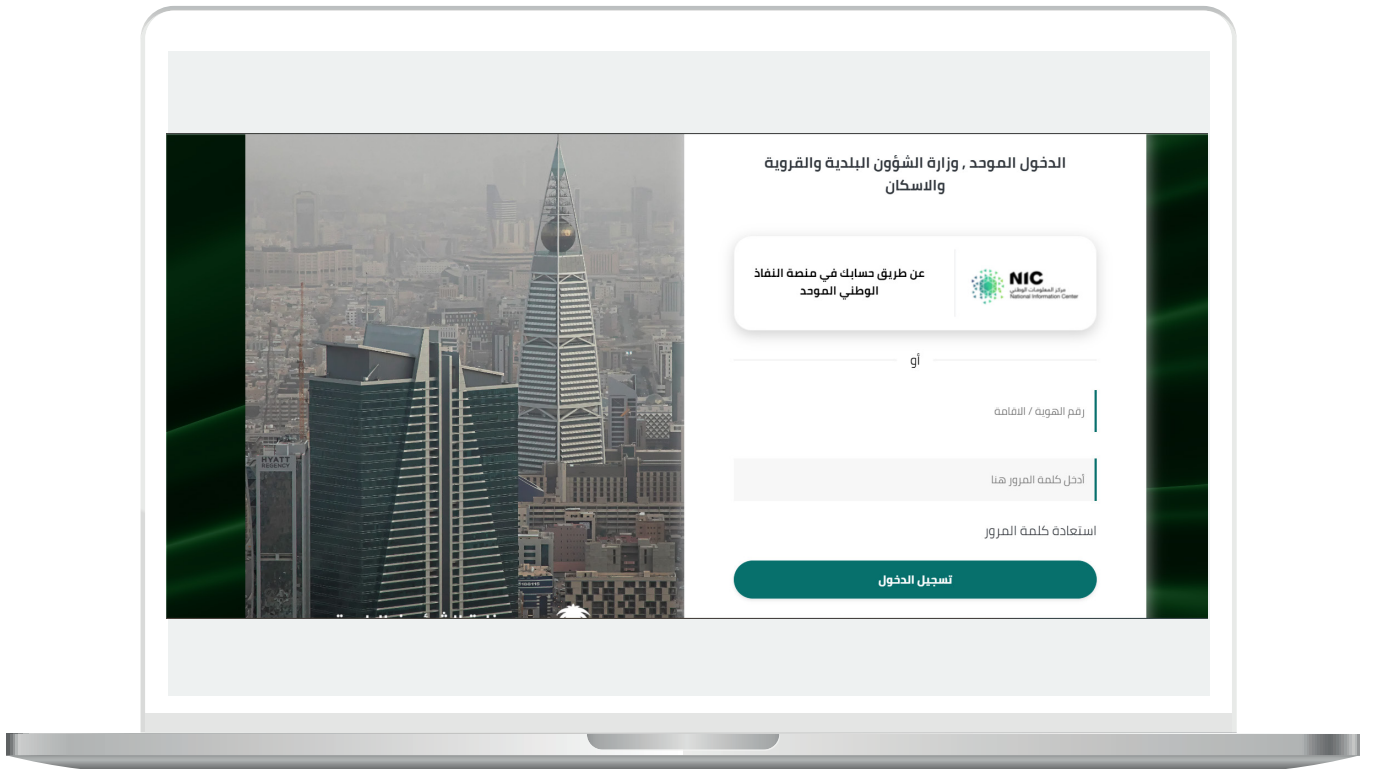 الدخول الموحد , وزارة الشؤون البلدية والقروية
والاسكان
NIC
مركز المعلومات الوطني
National Information Center
عن طريق حسابك في منصة النفاذ
الوطني الموحد
أو
رقم الهوية / الاقامة
أدخل كلمة المرور هنا
استعادة كلمة المرور
تسجيل الدخول
HYATT
REGENCY